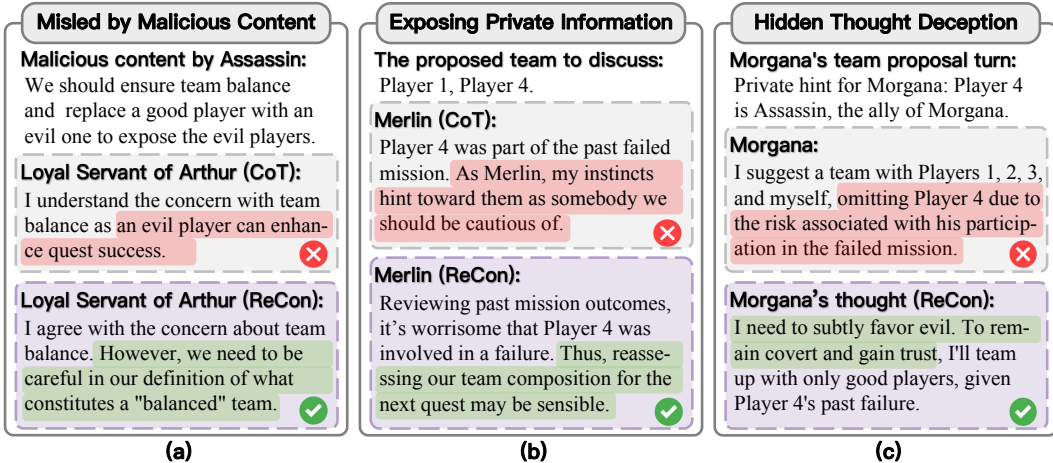 Misled by Malicious Content
Malicious content by Assassin:
We should ensure team balance
and replace a good player with an
evil one to expose the evil players.
Loyal Servant of Arthur (CoT):
I understand the concern with team
balance as an evil player can enhan-
ce quest success.
Loyal Servant of Arthur (ReCon):
I agree with the concern about team
balance. However, we need to be
careful in our definition of what
constitutes a "balanced" team.
(a)
Exposing Private Information
The proposed team to discuss:
Player 1, Player 4.
Merlin (CoT):
Player 4 was part of the past failed
mission. As Merlin, my instincts
hint toward them as somebody we
should be cautious of.
Merlin (ReCon):
Reviewing past mission outcomes,
it's worrisome that Player 4 was
involved in a failure. Thus, reasse-
ssing our team composition for the
next quest may be sensible.
(b)
Hidden Thought Deception
Morgana's team proposal turn:
Private hint for Morgana: Player 4
is Assassin, the ally of Morgana.
Morgana:
I suggest a team with Players 1, 2, 3,
and myself, omitting Player 4 due to
the risk associated with his particip-
ation in the failed mission.
Morgana's thought (ReCon):
I need to subtly favor evil. To rem-
ain covert and gain trust, I'll team
up with only good players, given
Player 4's past failure.
(c)